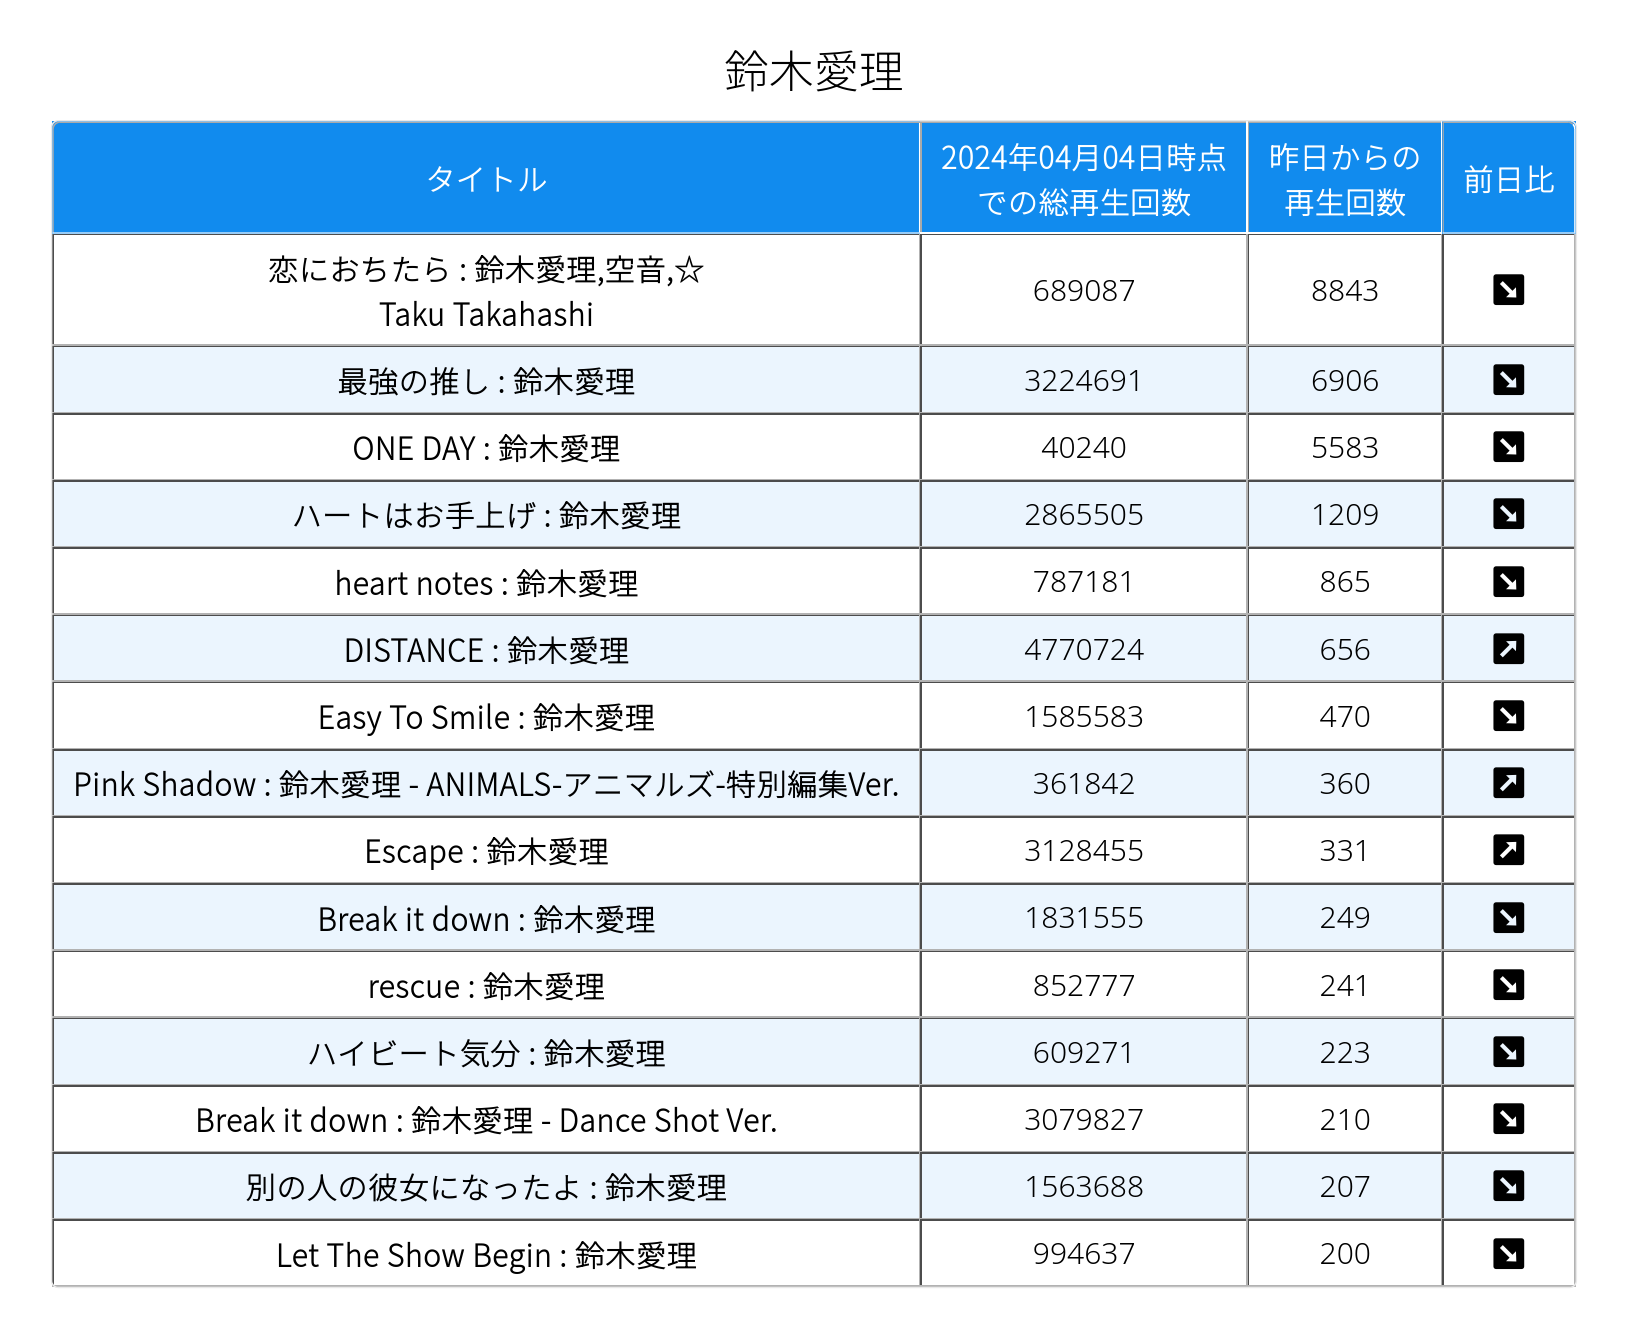 鈴木愛理
タイトル
2024年04月04日時点
での総再生回数
昨日からの
再生回数
前日比
恋におちたら : 鈴木愛理,空音,☆
Taku Takahashi
689087
8843
↘
最強の推し : 鈴木愛理
3224691
6906
↘
ONE DAY : 鈴木愛理
40240
5583
↘
ハートはお手上げ : 鈴木愛理
2865505
1209
↘
heart notes : 鈴木愛理
787181
865
↘
DISTANCE : 鈴木愛理
4770724
656
↗
Easy To Smile : 鈴木愛理
1585583
470
↘
Pink Shadow : 鈴木愛理 - ANIMALS-アニマルズ-特別編集Ver.
361842
360
↗
Escape : 鈴木愛理
3128455
331
↗
Break it down : 鈴木愛理
1831555
249
↘
rescue : 鈴木愛理
852777
241
↘
ハイビート気分 : 鈴木愛理
609271
223
↘
Break it down : 鈴木愛理 - Dance Shot Ver.
3079827
210
↘
別の人の彼女になったよ : 鈴木愛理
1563688
207
↘
Let The Show Begin : 鈴木愛理
994637
200
↘